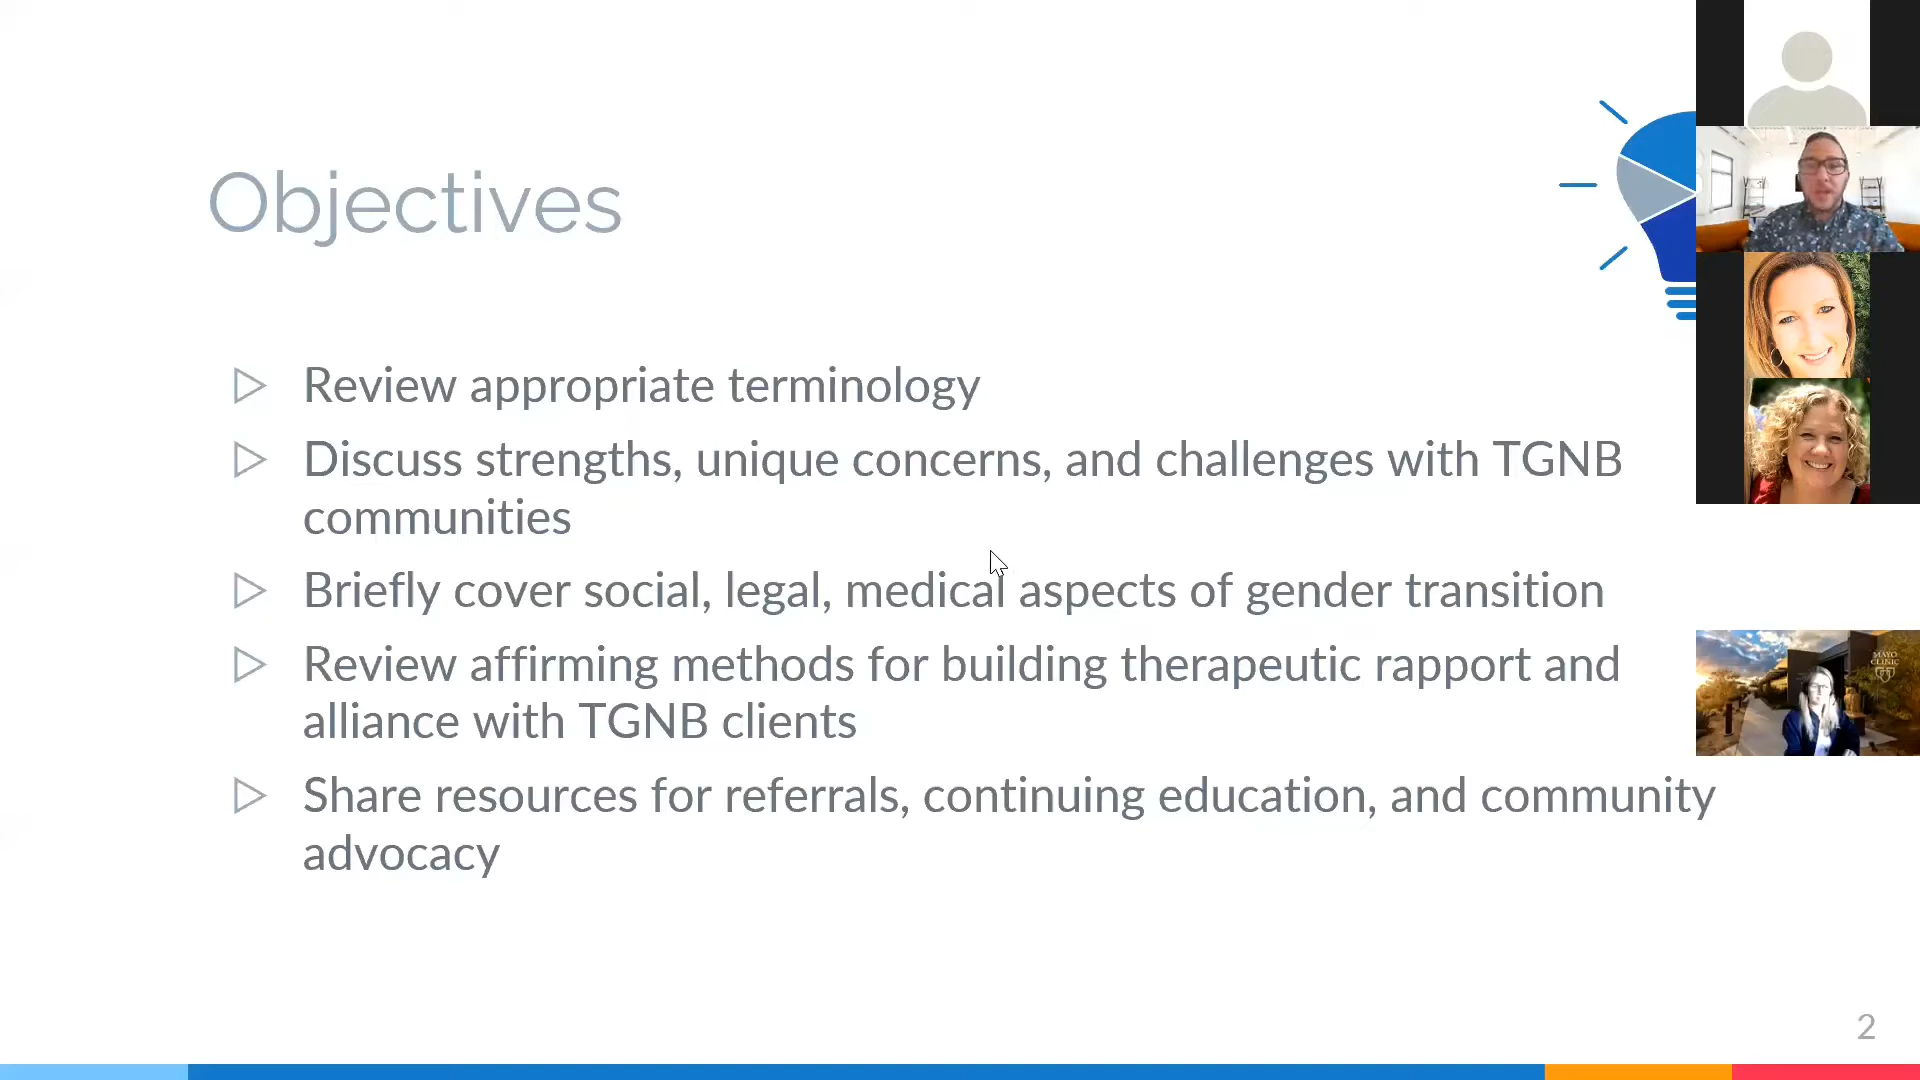 Objectives
Review appropriate terminology
Discuss strengths, unique concerns, and challenges with TGNB
communities
Briefly cover social, legal, medical aspects of gender transition
Review affirming methods for building therapeutic rapport and
alliance with TGNB clients
MAYO
CLINIC
Share resources for referrals, continuing education, and community
advocacy
2